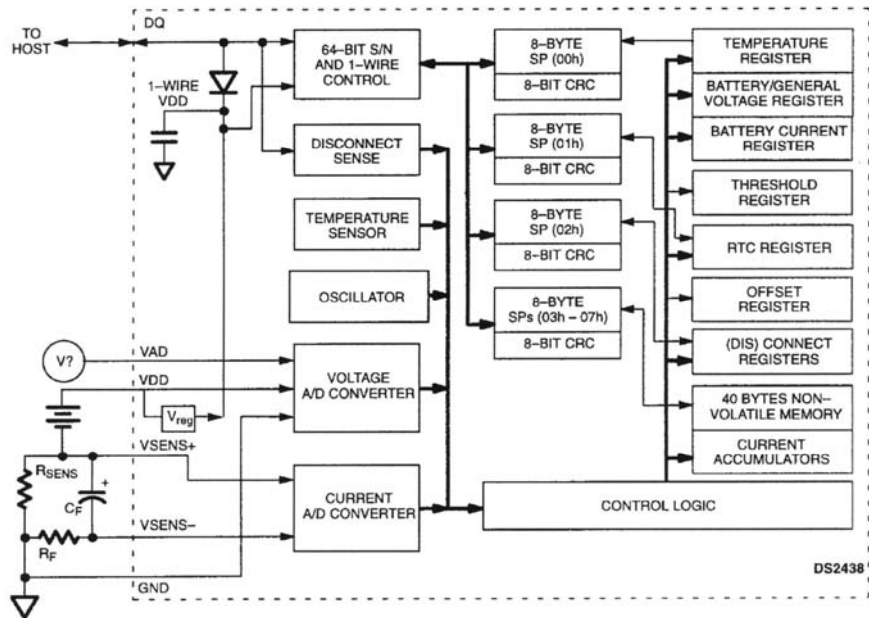 TO
HOST
DQ
1–WIRE
VDD
64–BIT S/N
AND 1–WIRE
CONTROL
DISCONNECT
SENSE
TEMPERATURE
SENSOR
OSCILLATOR
V?
VAD
VDD
Vreg
VOLTAGE
A/D CONVERTER
VSENS+
RSENS
+
CF
CURRENT
A/D CONVERTER
VSENS–
RF
GND
8–BYTE
SP (00h)
8–BIT CRC
8–BYTE
SP (01h)
8–BIT CRC
8–BYTE
SP (02h)
8–BIT CRC
8–BYTE
SPs (03h – 07h)
8–BIT CRC
TEMPERATURE
REGISTER
BATTERY/GENERAL
VOLTAGE REGISTER
BATTERY CURRENT
REGISTER
THRESHOLD
REGISTER
RTC REGISTER
OFFSET
REGISTER
(DIS) CONNECT
REGISTERS
40 BYTES NON–
VOLATILE MEMORY
CURRENT
ACCUMULATORS
CONTROL LOGIC
DS2438